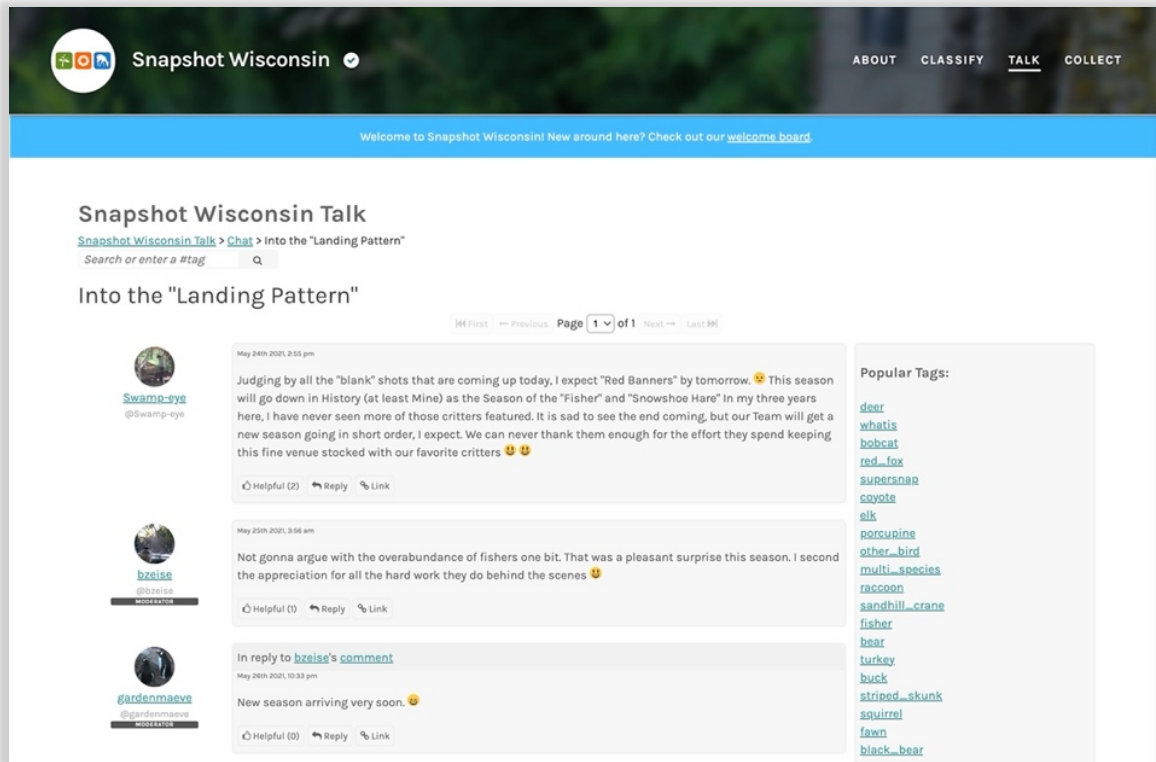 Snapshot Wisconsin
ABOUT CLASSIFY TALK COLLECT
Welcome to Snapshot Wisconsin! New around here? Check out our welcome board.
Snapshot Wisconsin Talk
Snapshot Wisconsin Talk > Chat > Into the "Landing Pattern"
Search or enter a #tag
Into the "Landing Pattern"
First ← Previous Page 1 of 1 Next → Last
Swamp-eye
@Swamp-eye
May 24th 2021, 2:55 pm
Judging by all the "blank" shots that are coming up today, I expect "Red Banners" by tomorrow. 😟 This season
will go down in History (at least Mine) as the Season of the "Fisher" and "Snowshoe Hare" In my three years
here, I have never seen more of those critters featured. It is sad to see the end coming, but our Team will get a
new season going in short order, I expect. We can never thank them enough for the effort they spend keeping
this fine venue stocked with our favorite critters 😃 😃
Helpful (2) Reply Link
bzeise
@bzeise
MODERATOR
May 25th 2021, 3:56 am
Not gonna argue with the overabundance of fishers one bit. That was a pleasant surprise this season. I second
the appreciation for all the hard work they do behind the scenes 😃
Helpful (1) Reply Link
gardenmaeve
@gardenmaeve
MODERATOR
In reply to bzeise's comment
May 26th 2021, 10:33 pm
New season arriving very soon. 😄
Helpful (0) Reply Link
Popular Tags:
deer
whatis
bobcat
red_fox
supersnap
coyote
elk
porcupine
other_bird
multi_species
raccoon
sandhill_crane
fisher
bear
turkey
buck
striped_skunk
squirrel
fawn
black_bear